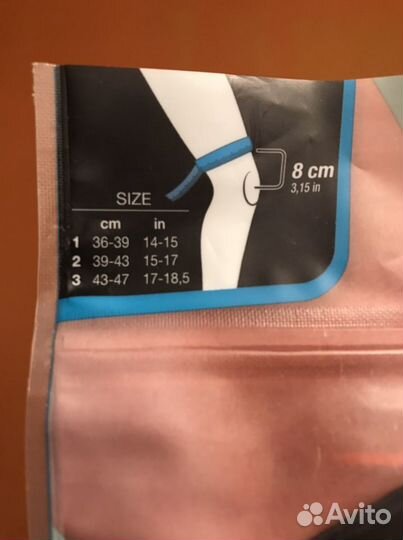 8 cm
3,15 in
SIZE
cm in
1 36-39 14-15
2 39-43 15-17
3 43-47 17-18,5
Avito